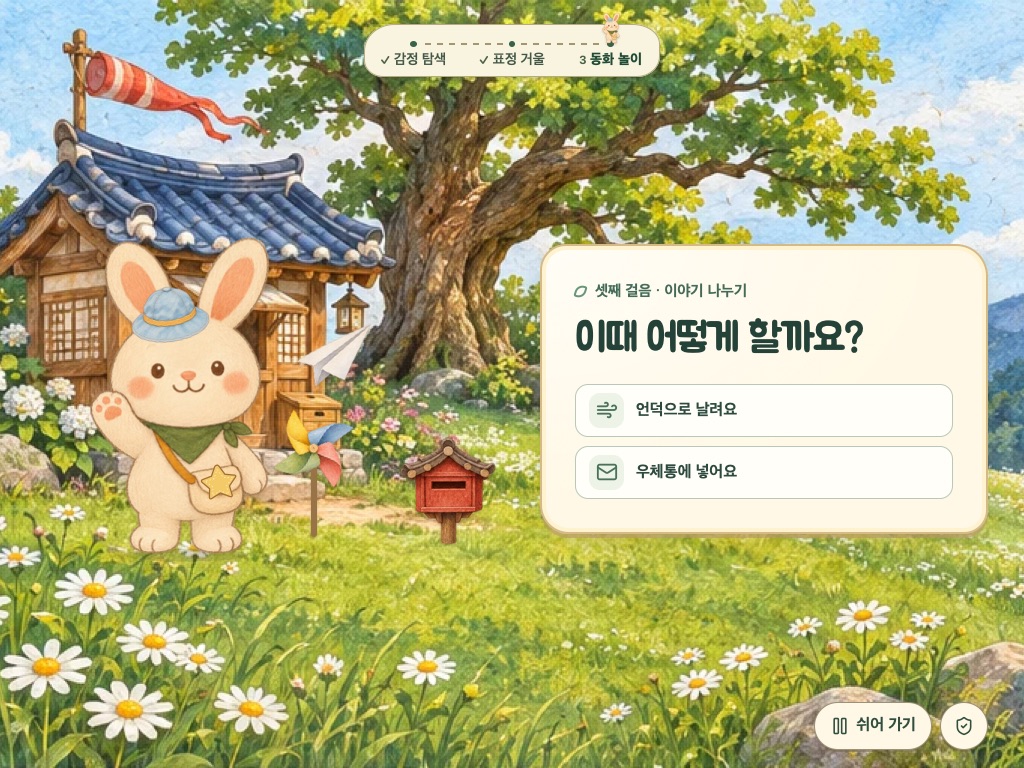 ✓ 감정 탐색
✓ 표정 거울
3 동화 놀이
셋째 걸음 · 이야기 나누기
이때 어떻게 할까요?
언덕으로 날려요
우체통에 넣어요
쉬어 가기